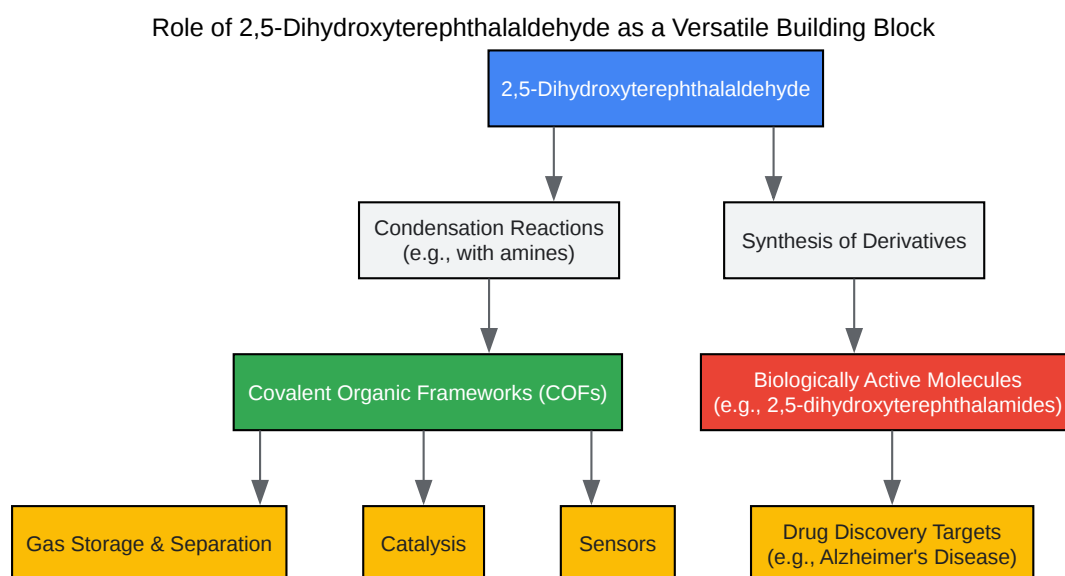 Role of 2,5-Dihydroxyterephthalaldehyde as a Versatile Building Block
2,5-Dihydroxyterephthalaldehyde
Condensation Reactions
(e.g., with amines)
Synthesis of Derivatives
Covalent Organic Frameworks (COFs)
Biologically Active Molecules
(e.g., 2,5-dihydroxyterephthalamides)
Gas Storage & Separation
Catalysis
Sensors
Drug Discovery Targets
(e.g., Alzheimer's Disease)